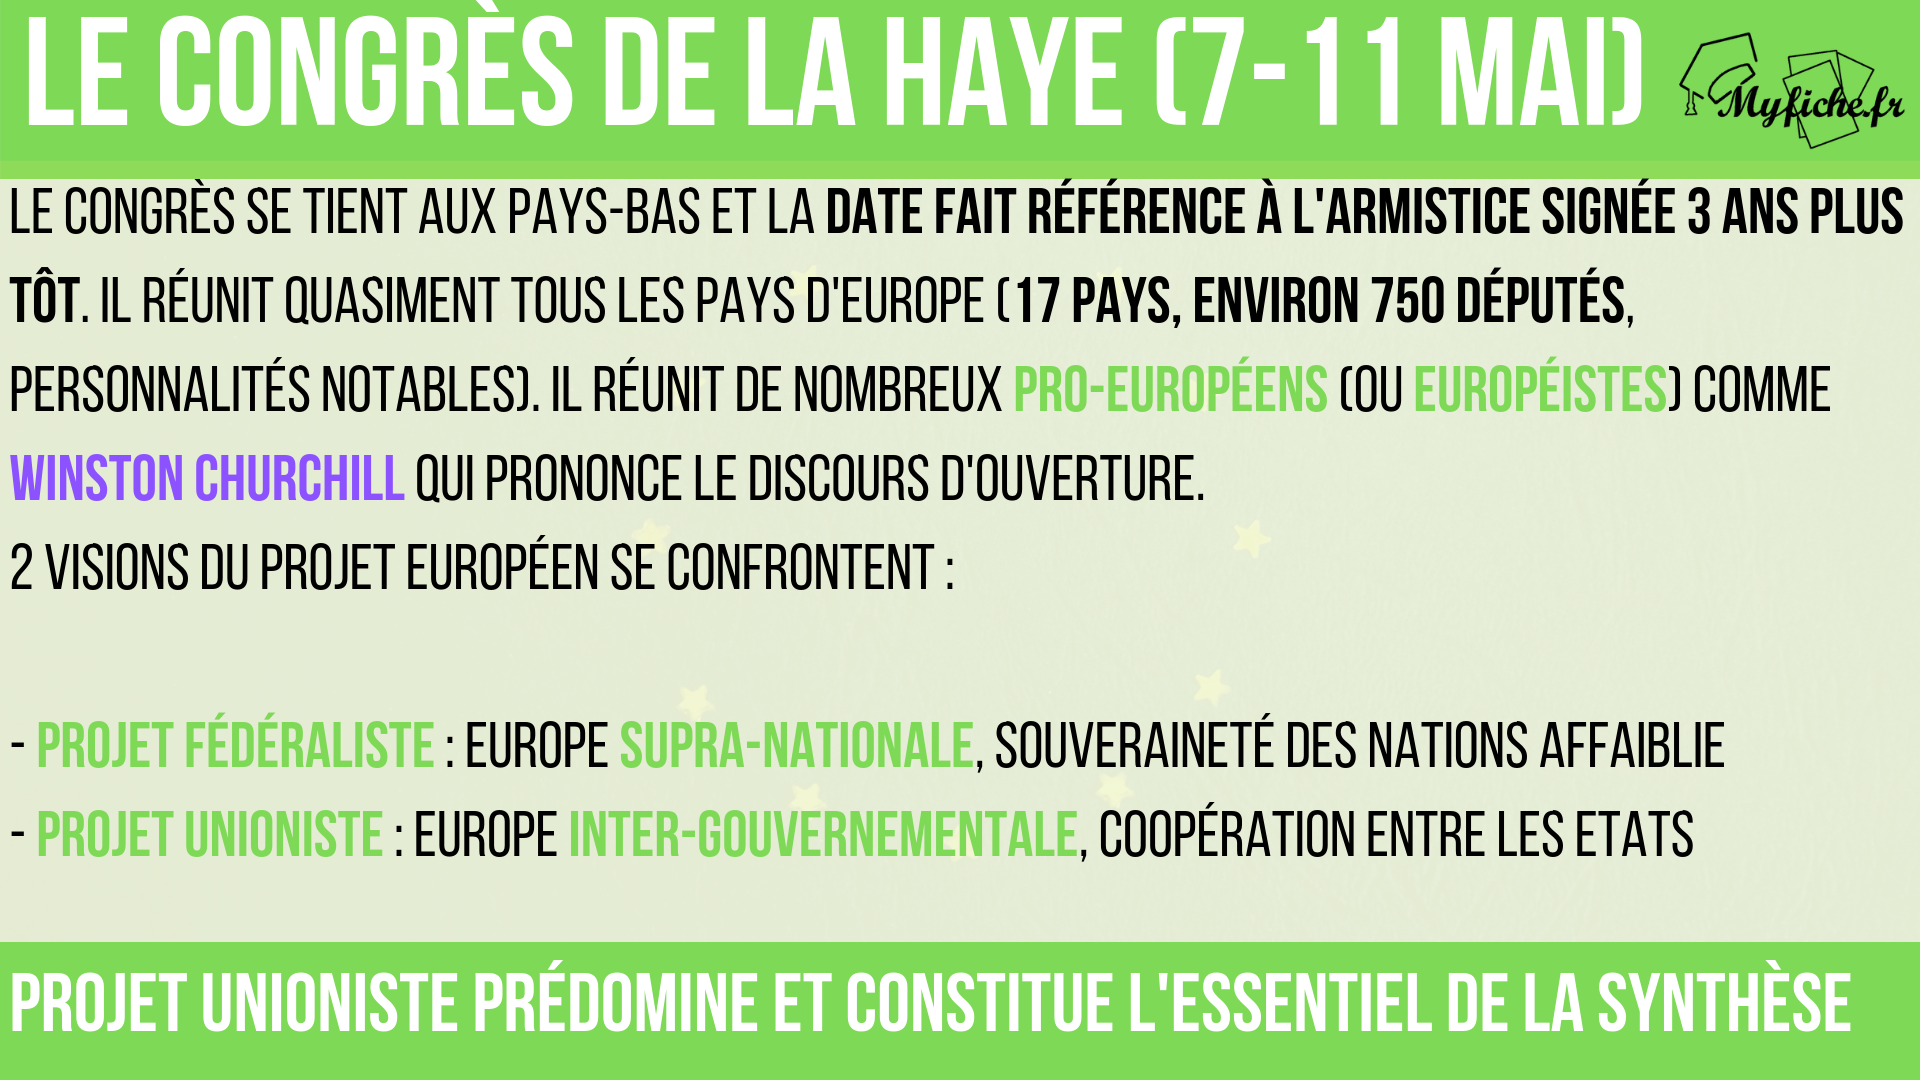 LE CONGRÈS DE LA HAYE (7-11 MAI)
Myfiche.fr
LE CONGRÈS SE TIENT AUX PAYS-BAS ET LA DATE FAIT RÉFÉRENCE À L'ARMISTICE SIGNÉE 3 ANS PLUS
TÔT. IL RÉUNIT QUASIMENT TOUS LES PAYS D'EUROPE (17 PAYS, ENVIRON 750 DÉPUTÉS,
PERSONNALITÉS NOTABLES). IL RÉUNIT DE NOMBREUX PRO-EUROPÉENS (OU EUROPÉISTES) COMME
WINSTON CHURCHILL QUI PRONONCE LE DISCOURS D'OUVERTURE.
2 VISIONS DU PROJET EUROPÉEN SE CONFRONTENT :
- PROJET FÉDÉRALISTE : EUROPE SUPRA-NATIONALE, SOUVERAINETÉ DES NATIONS AFFAIBLIE
- PROJET UNIONISTE : EUROPE INTER-GOUVERNEMENTALE, COOPÉRATION ENTRE LES ETATS
PROJET UNIONISTE PRÉDOMINE ET CONSTITUE L'ESSENTIEL DE LA SYNTHÈSE